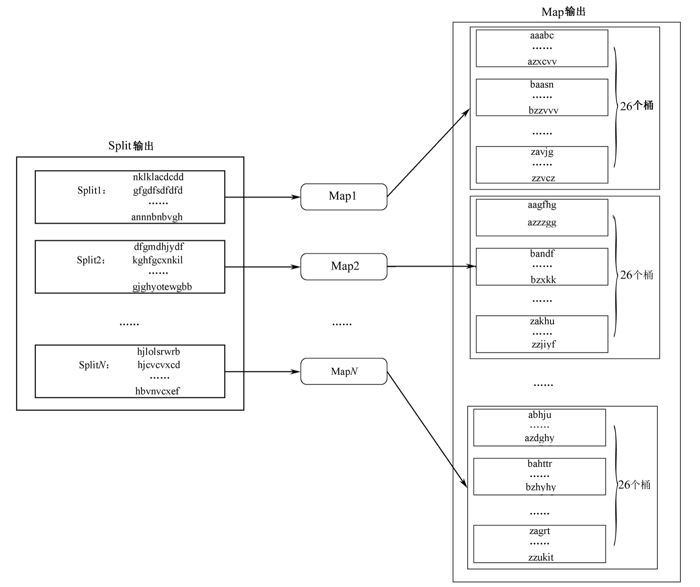 Split输出
Split1:
nklklacdcdd
gfgdfsdfdfd
……
annnbnbvgh
Split2:
dfgmdhjydf
kghfgcxnkil
……
gjghyotewgbb
……
SplitN:
hjlolsrwrb
hjcvcvxcd
……
hbvnvcxef
Map1
Map2
……
MapN
Map输出
aaabc
……
azxcvv
baasn
……
bzzvvv
……
zavjg
……
zzvcz
26个桶
aagfhg
azzzgg
bandf
……
bzxkk
……
zakhu
……
zzjiyf
26个桶
……
abhju
……
azdghy
bahttr
……
bzhyhy
……
zagrt
……
zzukit
26个桶